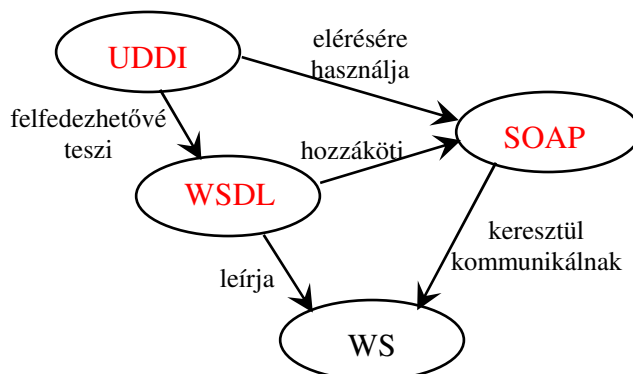 UDDI
elérésére
használja
felfedezhetővé
teszi
hozzáköti
SOAP
WSDL
keresztül
kommunikálnak
leírja
WS